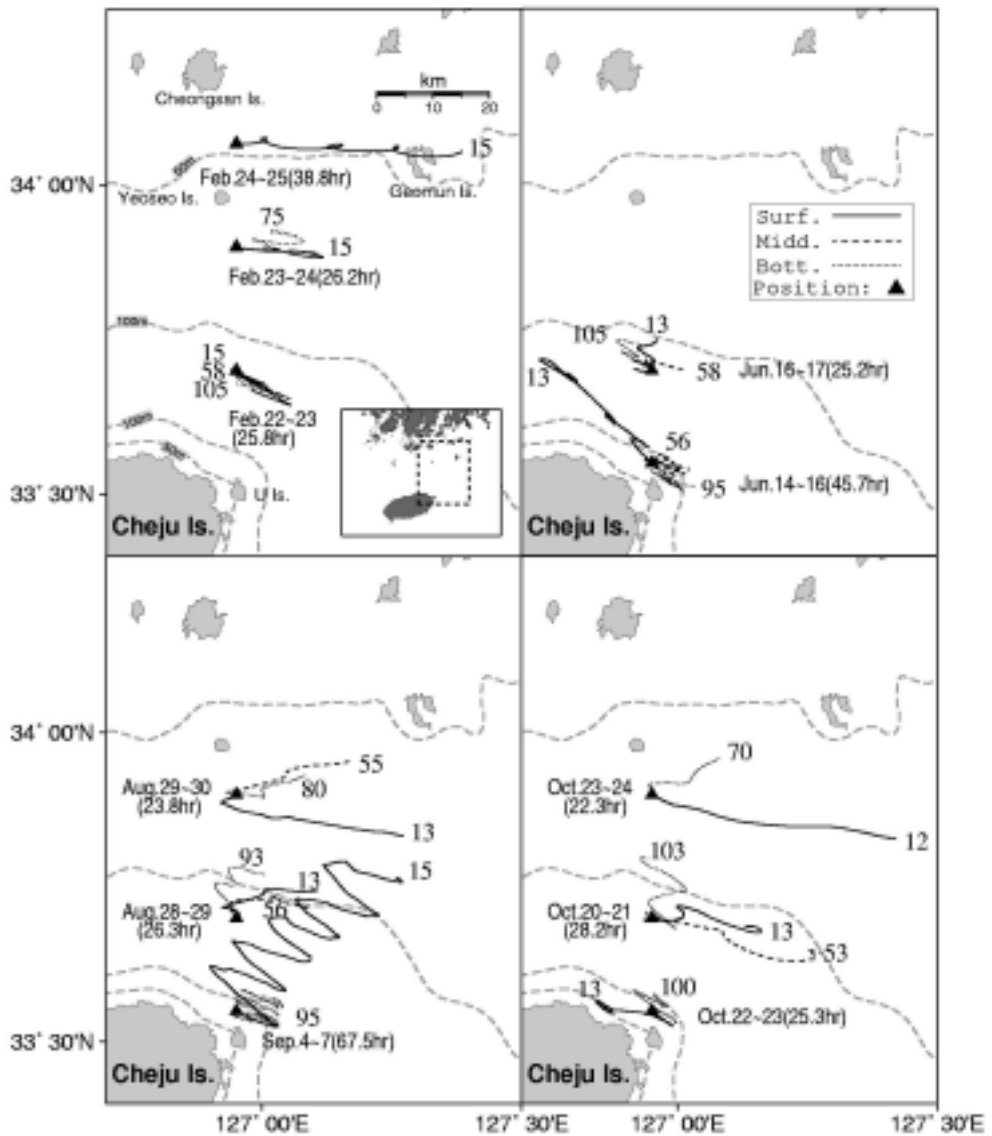 km
0 10 20
Cheongsan Is.
15
50m
Feb.24~25(38.8hr)
Geomun Is.
34° 00'N
Yeoseo Is.
75
15
Feb.23~24(26.2hr)
100m
15
58
105
Feb.22~23
(25.8hr)
100m
50m
33° 30'N
U Is.
Cheju Is.
Surf.
Midd.
Bott.
Position:
105
13
58
Jun.16~17(25.2hr)
13
56
95
Jun.14~16(45.7hr)
34° 00'N
55
Aug.29~30
(23.8hr)
80
13
93
13
15
Aug.28~29
(26.3hr)
56
95
33° 30'N
Sep.4~7(67.5hr)
Cheju Is.
70
Oct.23~24
(22.3hr)
12
103
Oct.20~21
(28.2hr)
13
53
13
100
Oct.22~23(25.3hr)
Cheju Is.
127° 00'E
127° 30'E
127° 00'E
127° 30'E